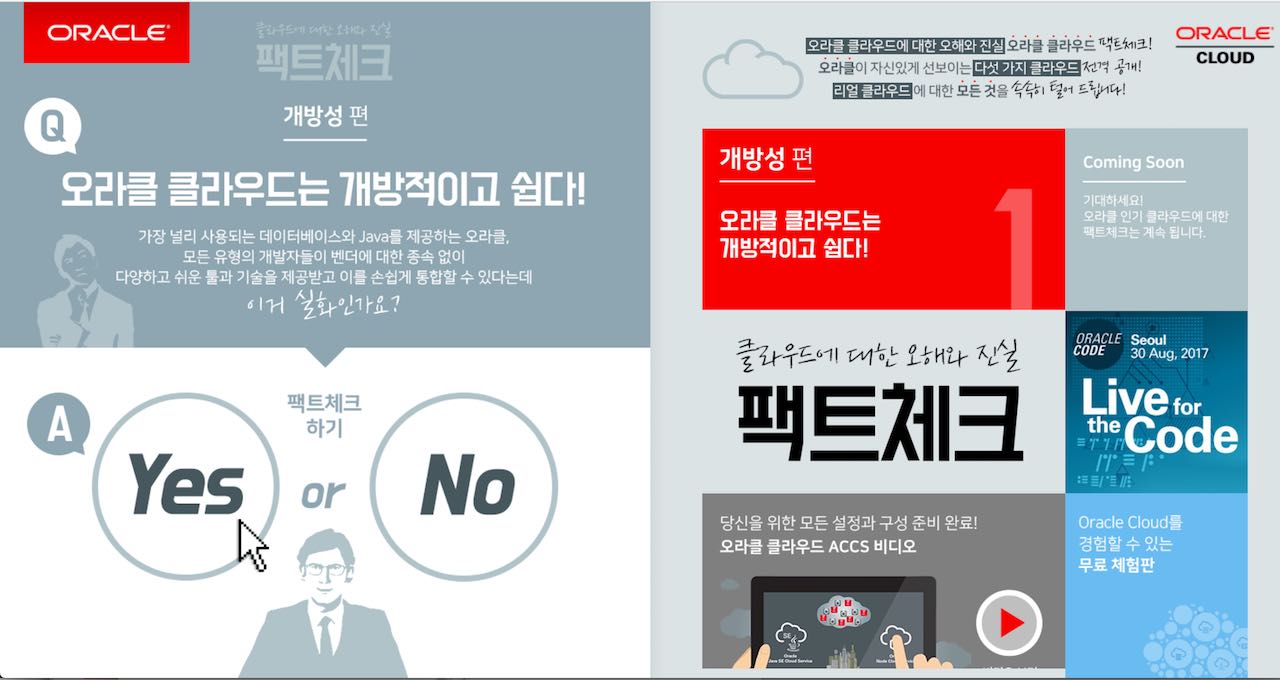 ORACLE
클라우드에 대한 오해와 진실
팩트체크
Q
개방성 편
오라클 클라우드는 개방적이고 쉽다!
가장 널리 사용되는 데이터베이스와 Java를 제공하는 오라클,
모든 유형의 개발자들이 벤더에 대한 종속 없이
다양하고 쉬운 툴과 기술을 제공받고 이를 손쉽게 통합할 수 있다는데
이거 실화인가요?
A
팩트체크
하기
Yes or No
오라클 클라우드에 대한 오해와 진실 오라클 클라우드 팩트체크!
오라클이 자신있게 선보이는 다섯 가지 클라우드 전격 공개!
리얼 클라우드에 대한 모든 것을 속속히 털어 드립니다!
ORACLE
CLOUD
개방성 편
오라클 클라우드는
개방적이고 쉽다!
1
Coming Soon
기대하세요!
오라클 인기 클라우드에 대한
팩트체크는 계속 됩니다.
클라우드에 대한 오해와 진실
팩트체크
ORACLE
CODE
Seoul
30 Aug, 2017
Live for
the Code
당신을 위한 모든 설정과 구성 준비 완료!
오라클 클라우드 ACCS 비디오
SE
Oracle
Java SE Cloud Service
Oracle
Oracle Cloud를
경험할 수 있는
무료 체험판